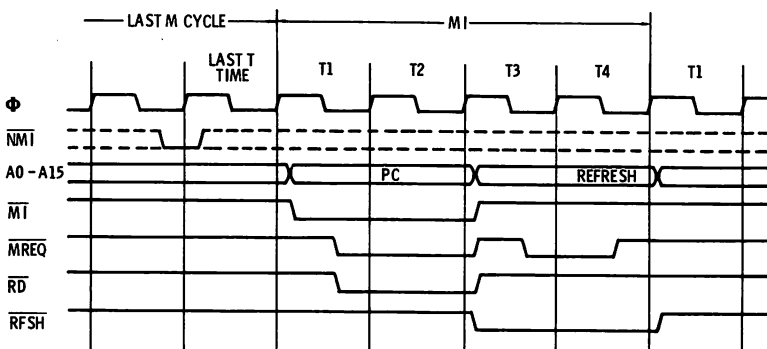 LAST M CYCLE
M1
LAST T
TIME
T1
T2
T3
T4
T1
Φ
NMI
A0 - A15
PC
REFRESH
M1
MREQ
RD
RFSH